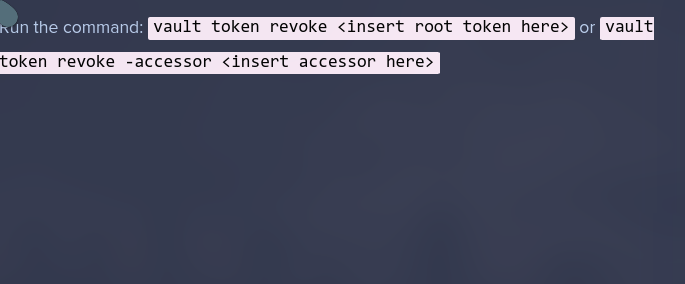 Run the command: vault token revoke <insert root token here> or vault
token revoke -accessor <insert accessor here>